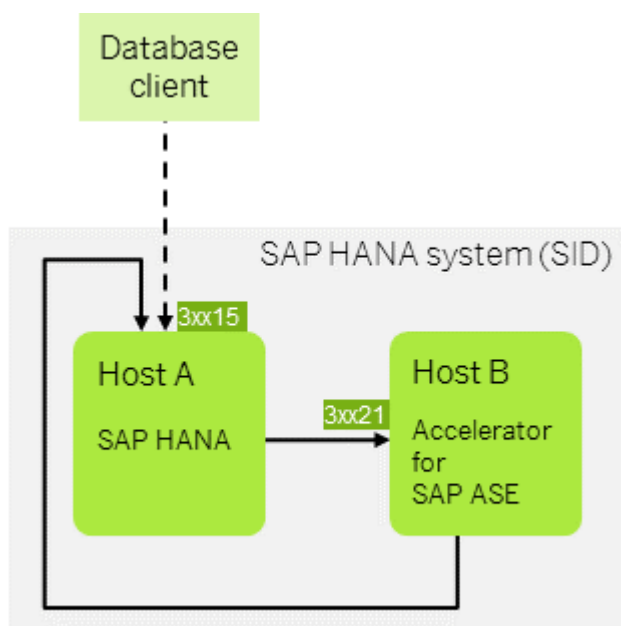 Database
client
SAP HANA system (SID)
3xx15
Host A
SAP HANA
3xx21
Host B
Accelerator
for
SAP ASE